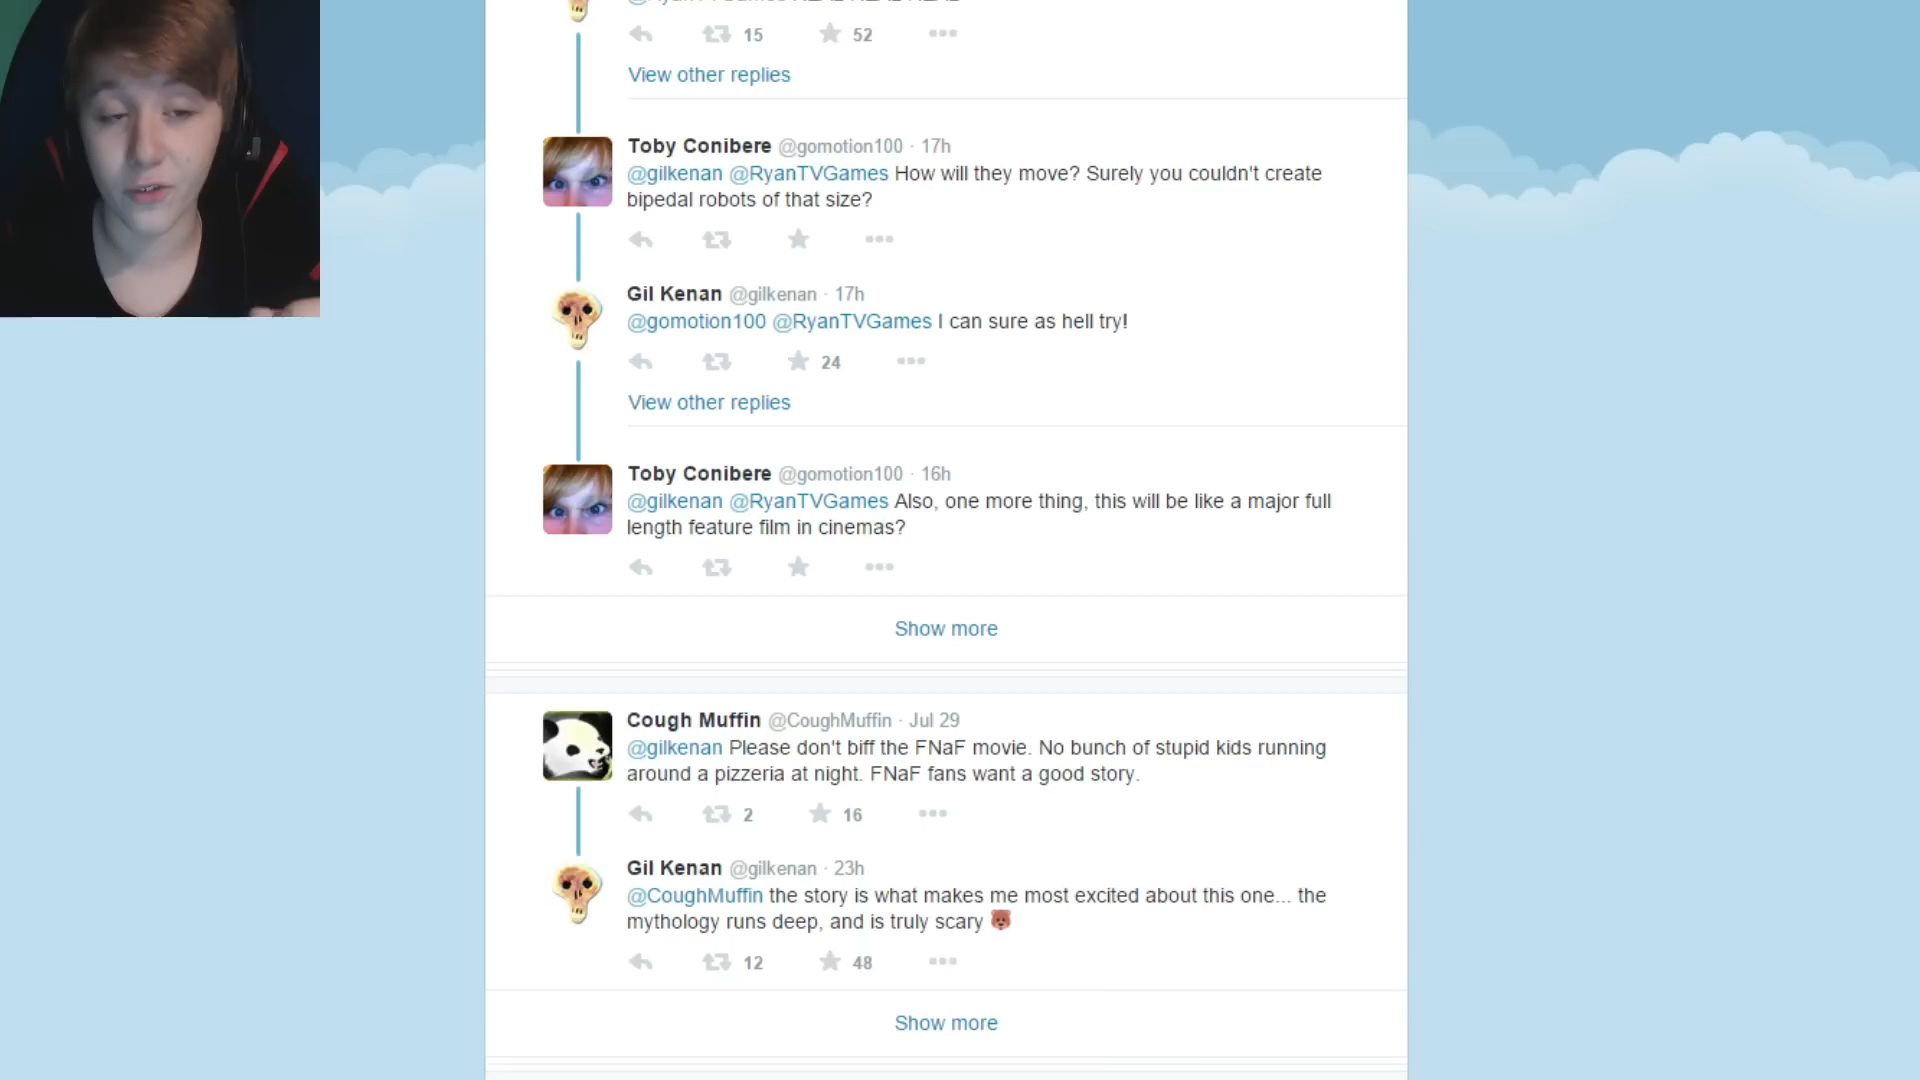 15 52
View other replies
Toby Conibere @gomotion100 · 17h
@gilkenan @RyanTVGames How will they move? Surely you couldn't create
bipedal robots of that size?
Gil Kenan @gilkenan · 17h
@gomotion100 @RyanTVGames I can sure as hell try!
24
View other replies
Toby Conibere @gomotion100 · 16h
@gilkenan @RyanTVGames Also, one more thing, this will be like a major full
length feature film in cinemas?
Show more
Cough Muffin @CoughMuffin · Jul 29
@gilkenan Please don't biff the FNaF movie. No bunch of stupid kids running
around a pizzeria at night. FNaF fans want a good story.
2 16
Gil Kenan @gilkenan · 23h
@CoughMuffin the story is what makes me most excited about this one... the
mythology runs deep, and is truly scary 🐻
12 48
Show more